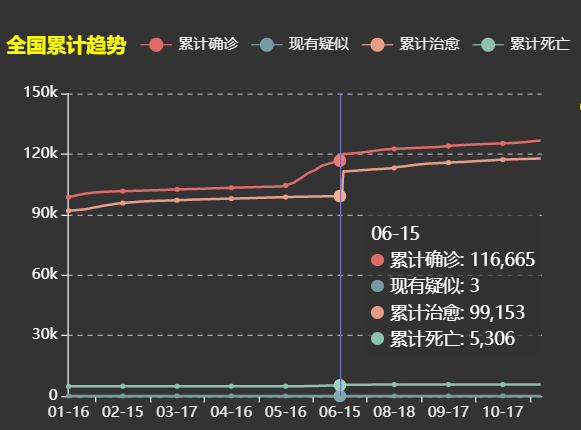 全国累计趋势 累计确诊 现有疑似 累计治愈 累计死亡
150k
120k
90k
60k
30k
0
06-15
累计确诊: 116,665
现有疑似: 3
累计治愈: 99,153
累计死亡: 5,306
01-16 02-15 03-17 04-16 05-16 06-15 08-18 09-17 10-17